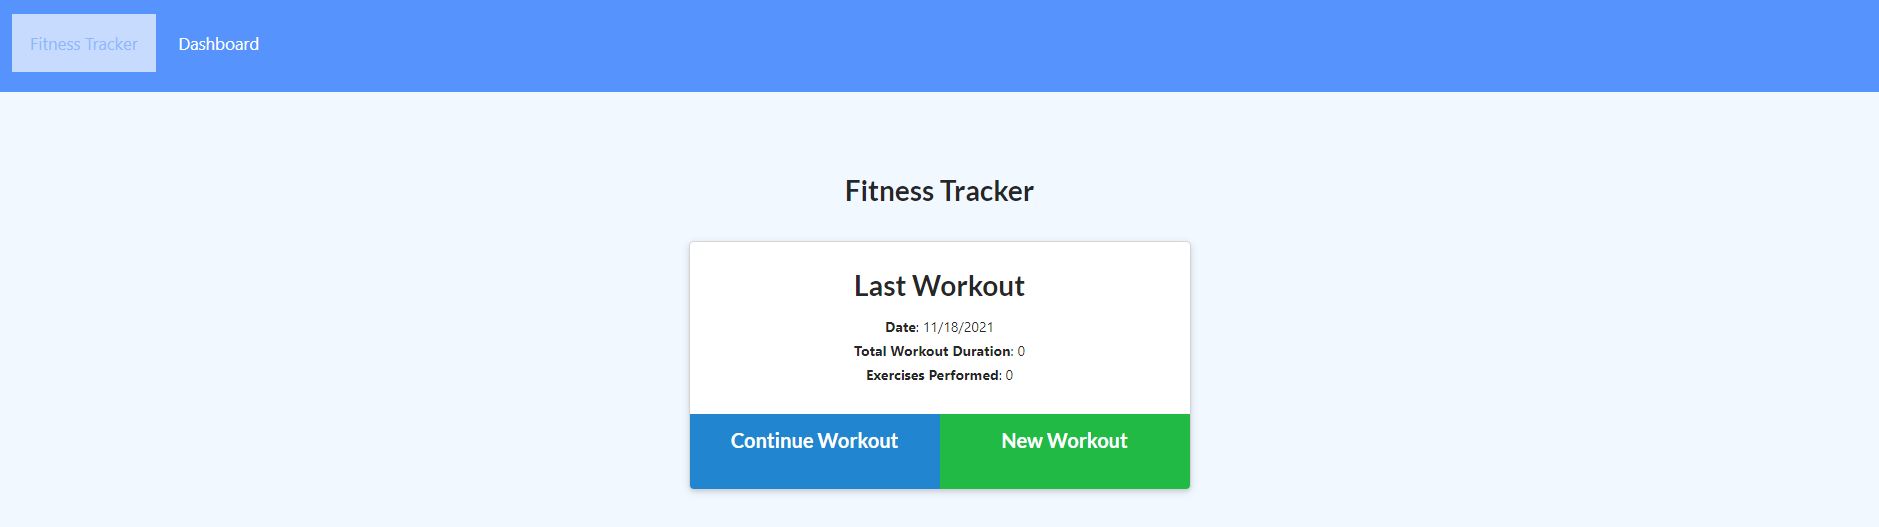 Fitness Tracker Dashboard
Fitness Tracker
Last Workout
Date: 11/18/2021
Total Workout Duration: 0
Exercises Performed: 0
Continue Workout New Workout